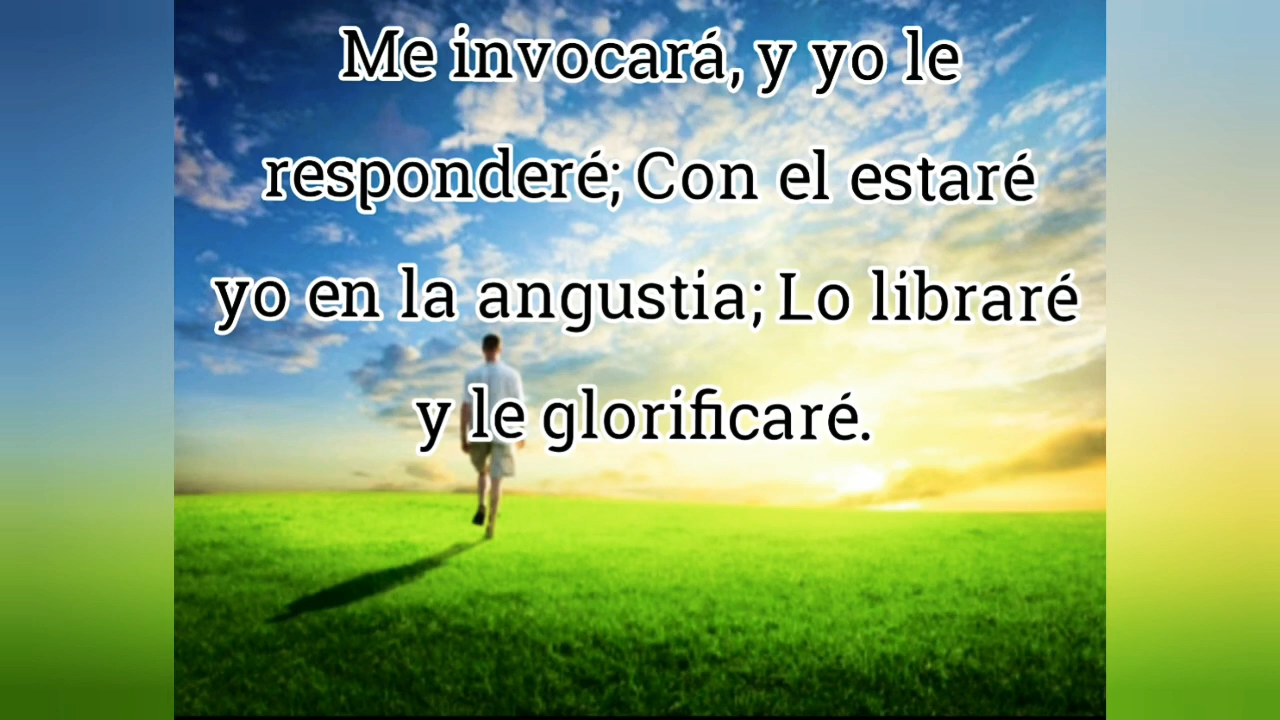 Me invocará, y yo le
responderé; Con el estaré
yo en la angustia; Lo libraré
y le glorificaré.